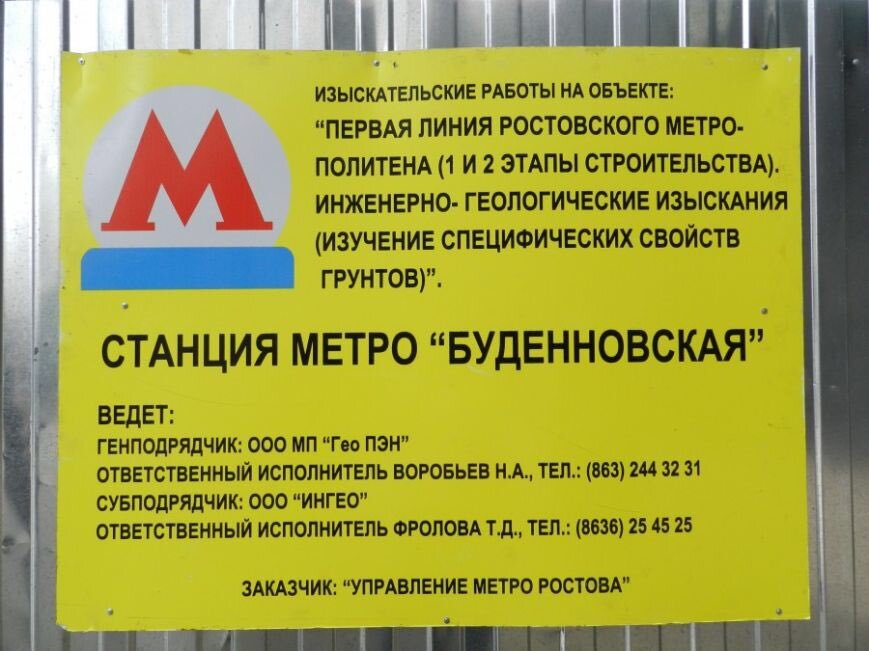 М
ИЗЫСКАТЕЛЬСКИЕ РАБОТЫ НА ОБЪЕКТЕ:
“ПЕРВАЯ ЛИНИЯ РОСТОВСКОГО МЕТРО-
ПОЛИТЕНА (1 И 2 ЭТАПЫ СТРОИТЕЛЬСТВА).
ИНЖЕНЕРНО- ГЕОЛОГИЧЕСКИЕ ИЗЫСКАНИЯ
(ИЗУЧЕНИЕ СПЕЦИФИЧЕСКИХ СВОЙСТВ
ГРУНТОВ)”.
СТАНЦИЯ МЕТРО “БУДЕННОВСКАЯ”
ВЕДЕТ:
ГЕНПОДРЯДЧИК: ООО МП “Гео ПЭН”
ОТВЕТСТВЕННЫЙ ИСПОЛНИТЕЛЬ ВОРОБЬЕВ Н.А., ТЕЛ.: (863) 244 32 31
СУБПОДРЯДЧИК: ООО “ИНГЕО”
ОТВЕТСТВЕННЫЙ ИСПОЛНИТЕЛЬ ФРОЛОВА Т.Д., ТЕЛ.: (8636) 25 45 25
ЗАКАЗЧИК: “УПРАВЛЕНИЕ МЕТРО РОСТОВА”